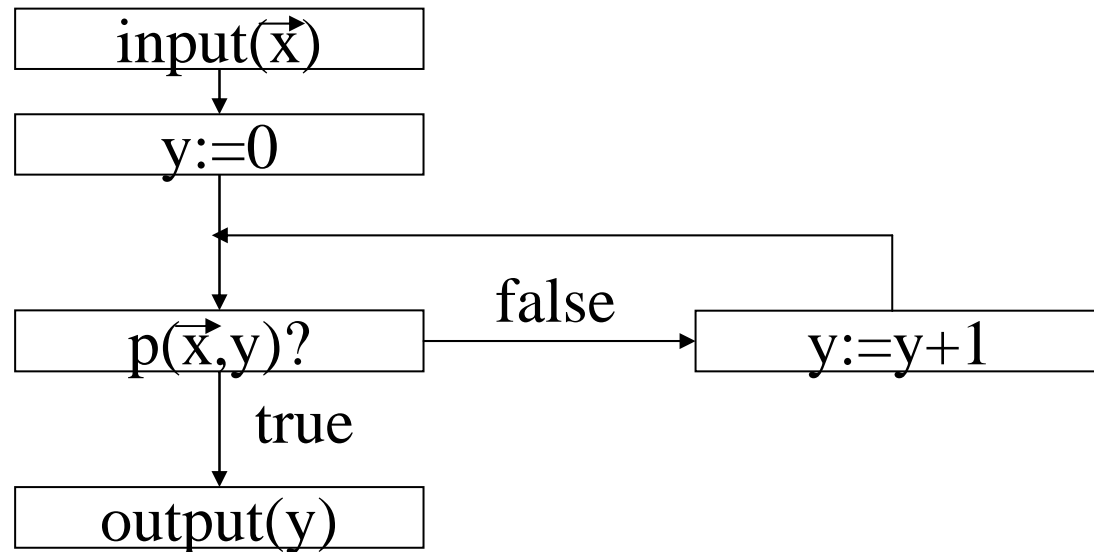 input(x⃗)
y:=0
false
p(x⃗,y)?
y:=y+1
true
output(y)